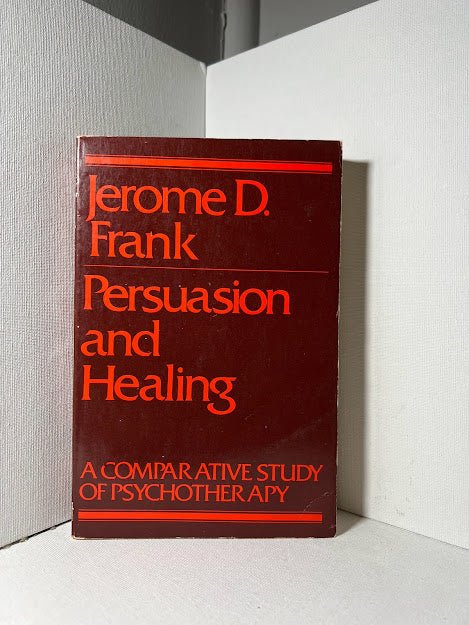 Jerome D.
Frank
Persuasion
and
Healing
A COMPARATIVE STUDY
OF PSYCHOTHERAPY